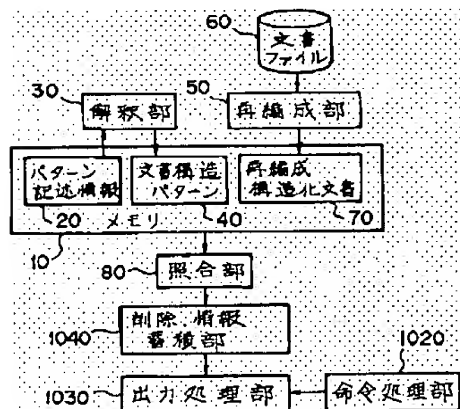 60
文書
ファイル
30
50
解釈部
再編成部
パターン
記述情報
文書構造
パターン
再編成
構造化文書
20
メモリ
40
70
10
80
照合部
1040
削除情報
蓄積部
1020
1030
出力処理部
命令処理部